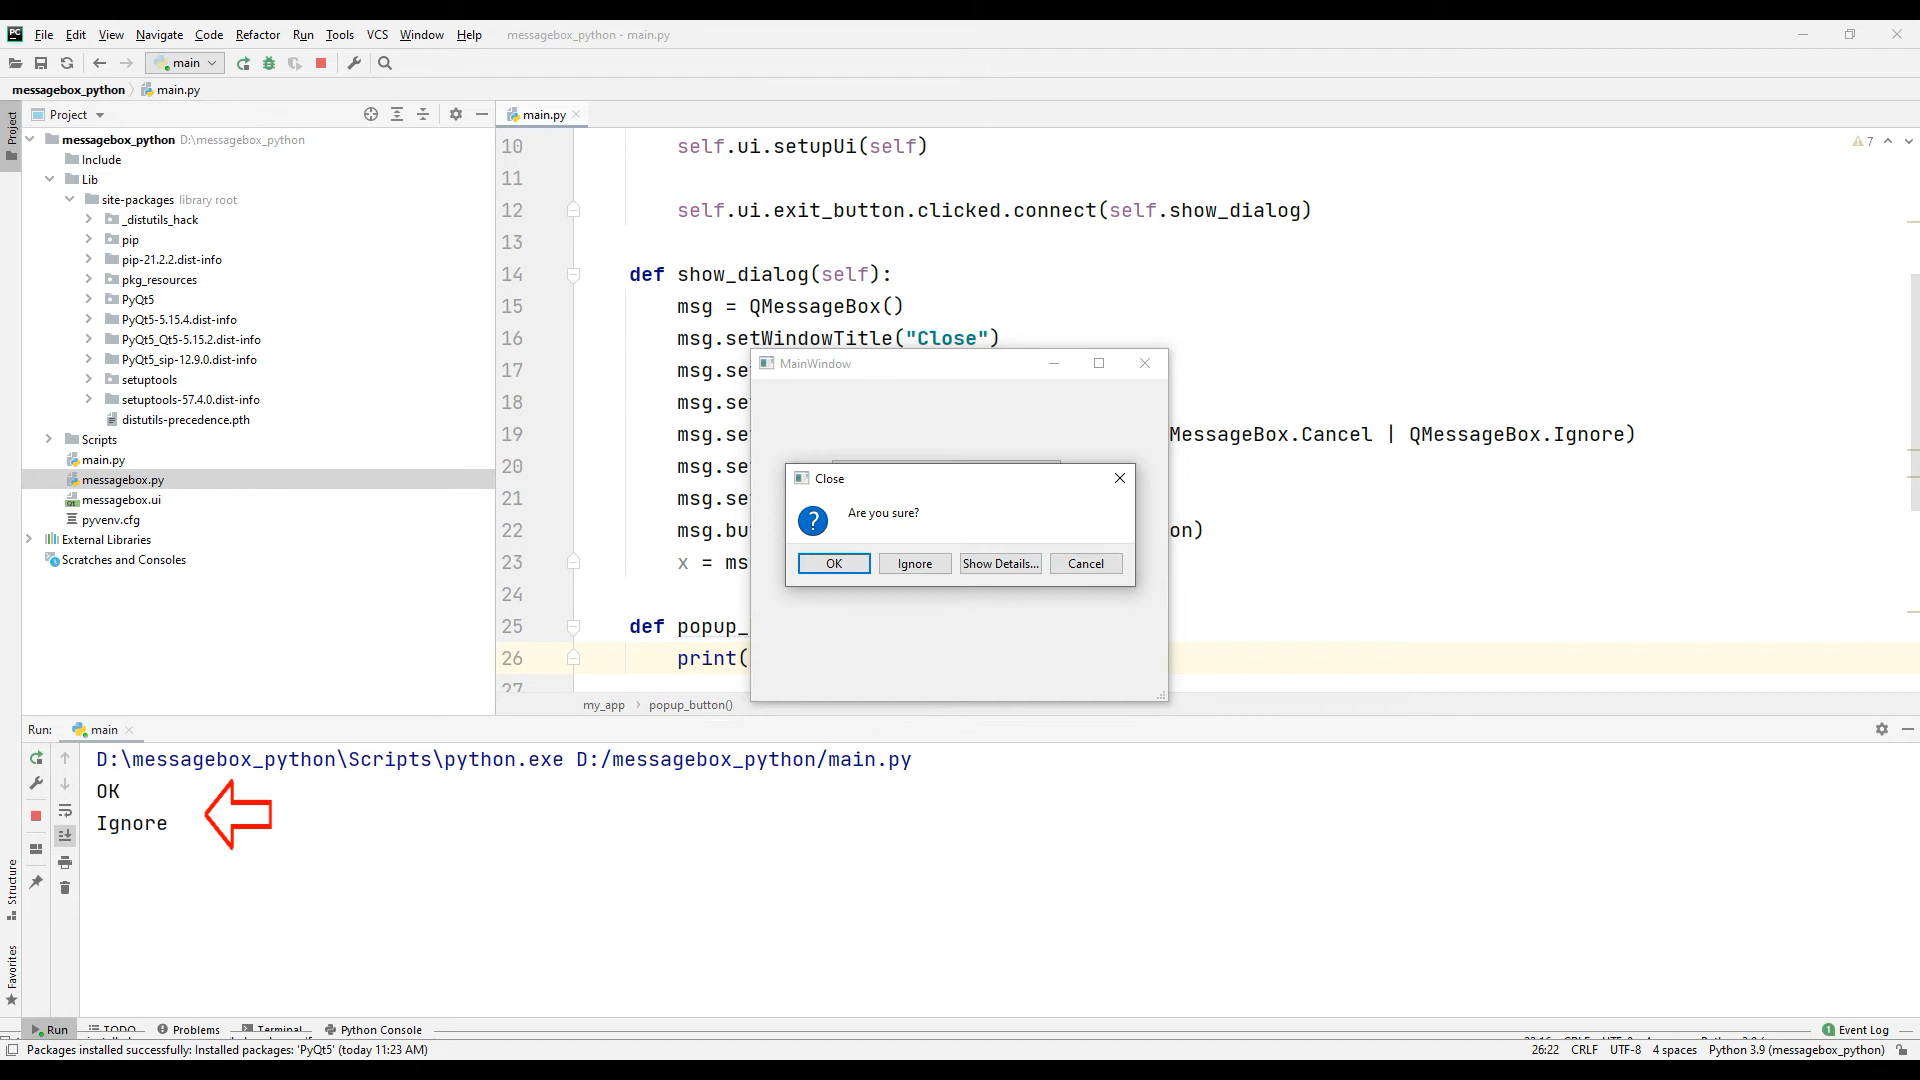 PC File Edit View Navigate Code Refactor Run Tools VCS Window Help messagebox_python - main.py
main
messagebox_python main.py
Project main.py
Project
messagebox_python D:\messagebox_python
Include
Lib
site-packages library root
_distutils_hack
pip
pip-21.2.2.dist-info
pkg_resources
PyQt5
PyQt5-5.15.4.dist-info
PyQt5_Qt5-5.15.2.dist-info
PyQt5_sip-12.9.0.dist-info
setuptools
setuptools-57.4.0.dist-info
distutils-precedence.pth
Scripts
main.py
messagebox.py
messagebox.ui
pyvenv.cfg
External Libraries
Scratches and Consoles
7
10 self.ui.setupUi(self)
11
12 self.ui.exit_button.clicked.connect(self.show_dialog)
13
14 def show_dialog(self):
15 msg = QMessageBox()
16 msg.setWindowTitle("Close")
17 msg.se
18 msg.se
19 msg.se MessageBox.Cancel | QMessageBox.Ignore)
20 msg.se
21 msg.se
22 msg.bu on)
23 x = ms
24
25 def popup_
26 print(
27
my_app popup_button()
MainWindow
Close
Are you sure?
?
OK Ignore Show Details... Cancel
Run: main
D:\messagebox_python\Scripts\python.exe D:/messagebox_python/main.py
OK
Ignore
Structure
Favorites
Run TODO Problems Terminal Python Console 1 Event Log
Packages installed successfully: Installed packages: 'PyQt5' (today 11:23 AM) 26:22 CRLF UTF-8 4 spaces Python 3.9 (messagebox_python)